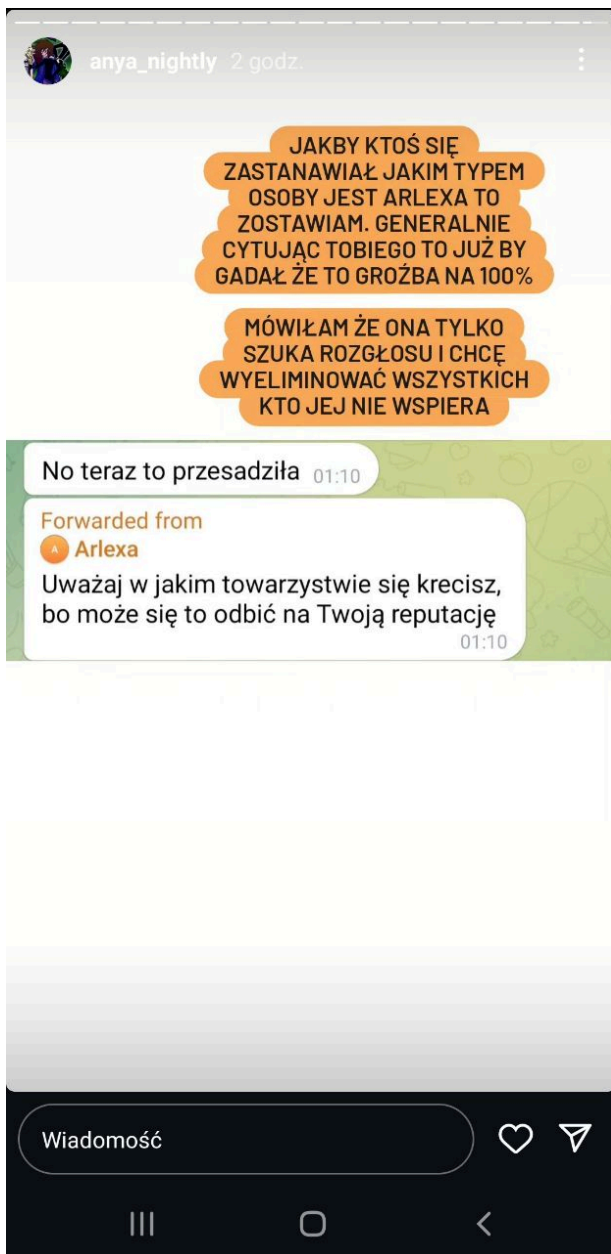 anya_nightly 2 godz.
JAKBY KTOŚ SIĘ
ZASTANAWIAŁ JAKIM TYPEM
OSOBY JEST ARLEXA TO
ZOSTAWIAM. GENERALNIE
CYTUJĄC TOBIEGO TO JUŻ BY
GADAŁ ŻE TO GROŹBA NA 100%
MÓWIŁAM ŻE ONA TYLKO
SZUKA ROZGŁOSU I CHCĘ
WYELIMINOWAĆ WSZYSTKICH
KTO JEJ NIE WSPIERA
No teraz to przesadziła 01:10
Forwarded from
A Arlexa
Uważaj w jakim towarzystwie się krecisz,
bo może się to odbić na Twoją reputację
01:10
Wiadomość